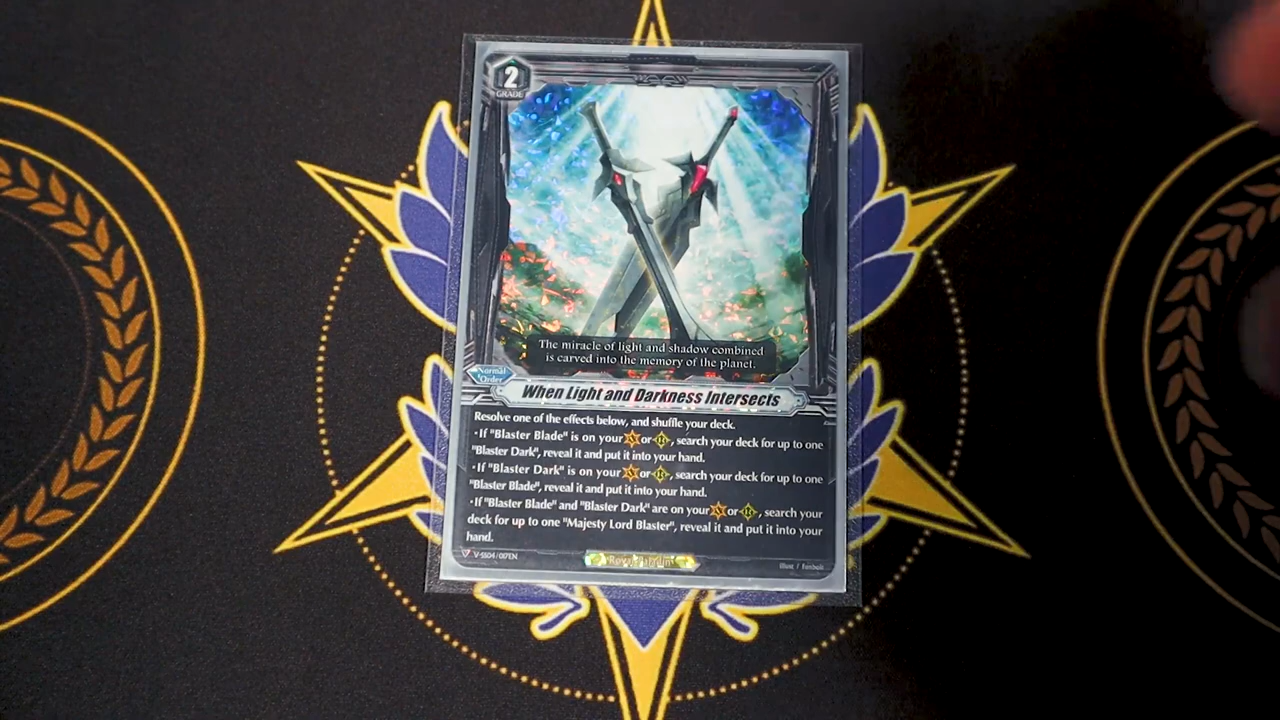 2
GRADE
The miracle of light and shadow combined
is carved into the memory of the planet.
Normal
Order
When Light and Darkness Intersects
Resolve one of the effects below, and shuffle your deck.
・If "Blaster Blade" is on your V or R, search your deck for up to one
"Blaster Dark", reveal it and put it into your hand.
・If "Blaster Dark" is on your V or R, search your deck for up to one
"Blaster Blade", reveal it and put it into your hand.
・If "Blaster Blade" and "Blaster Dark" are on your V or R, search your
deck for up to one "Majesty Lord Blaster", reveal it and put it into your
hand.
V-SS04/017EN
Royal Paladin
Illust / Eenboit